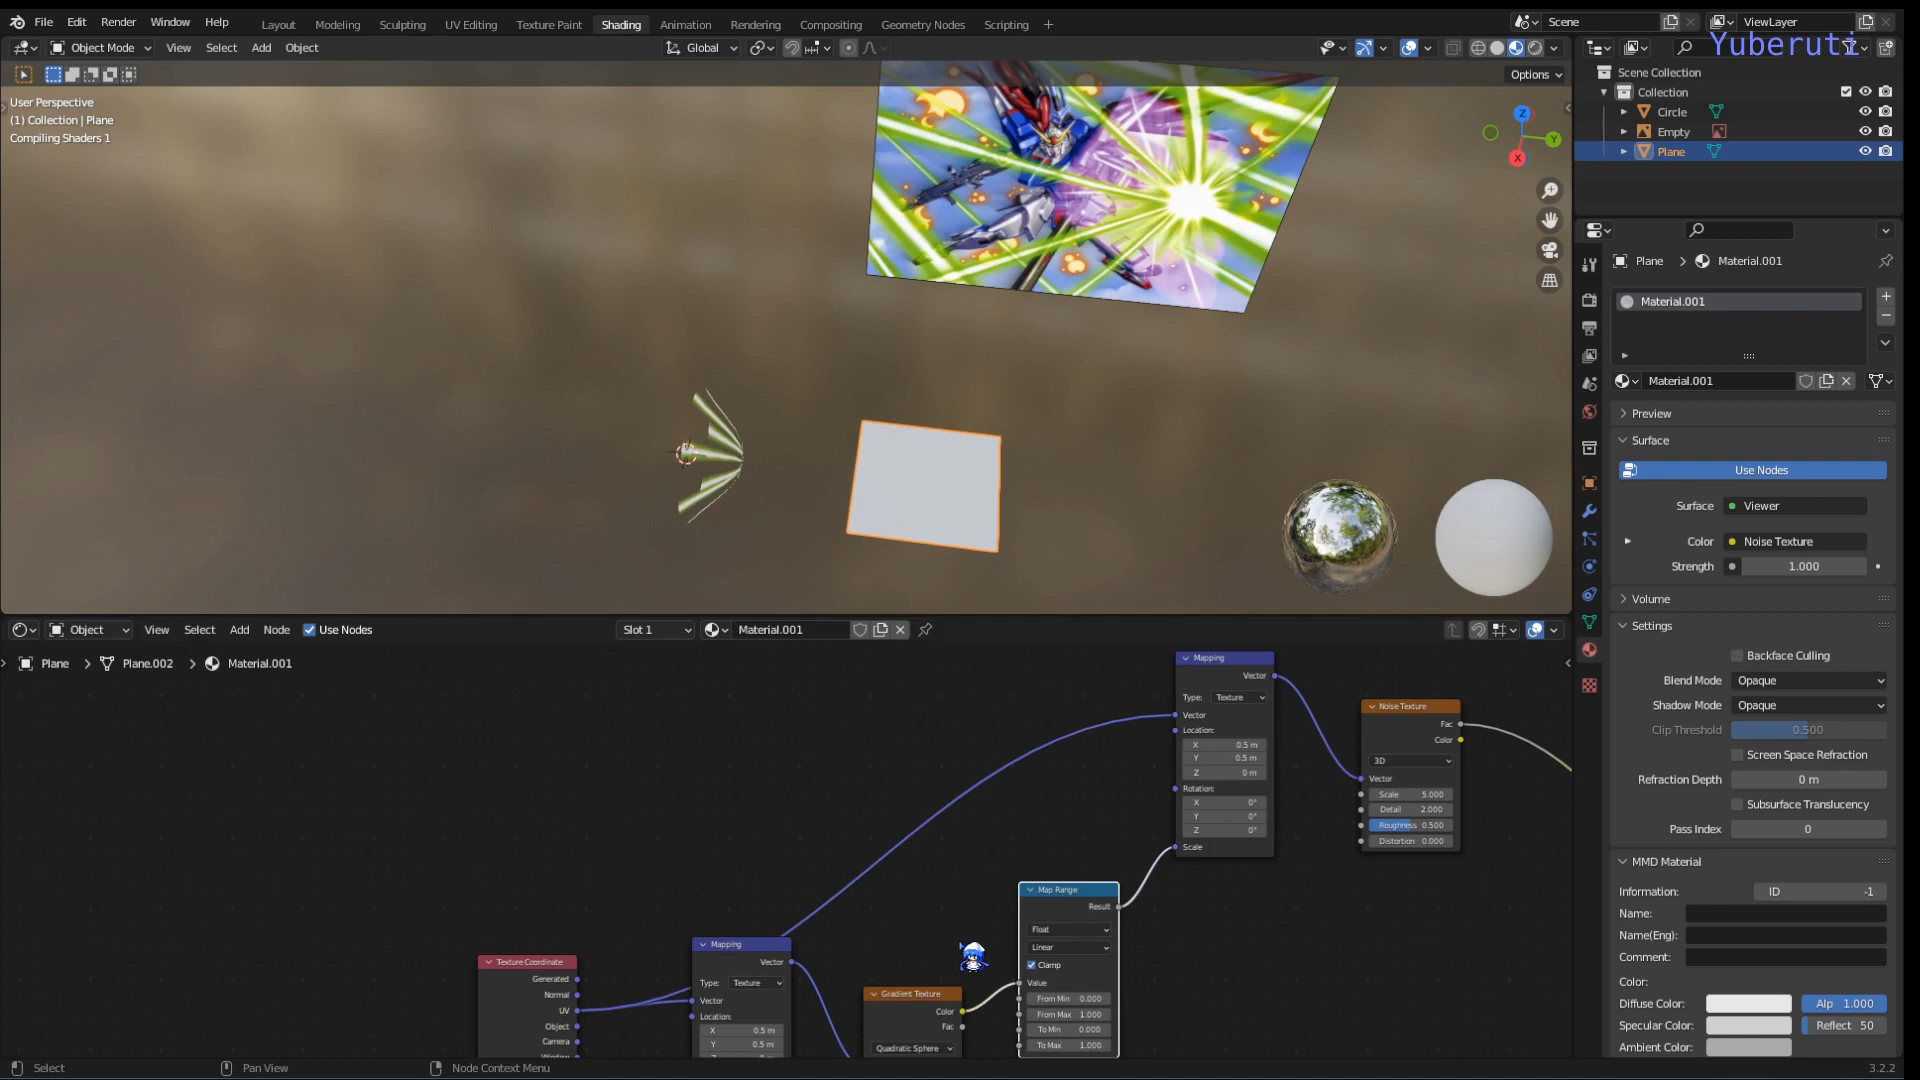 File Edit Render Window Help Layout Modeling Sculpting UV Editing Texture Paint Shading Animation Rendering Compositing Geometry Nodes Scripting + Scene ViewLayer
Yuberuti
Object Mode View Select Add Object Global
Options
User Perspective
(1) Collection | Plane
Compiling Shaders 1
Z
Y
X
Scene Collection
Collection
Circle
Empty
Plane
Plane > Material.001
Material.001
Material.001
Preview
Surface
Use Nodes
Surface Viewer
Color Noise Texture
Strength 1.000
Volume
Settings
Backface Culling
Blend Mode Opaque
Shadow Mode Opaque
Clip Threshold 0.500
Screen Space Refraction
Refraction Depth 0 m
Subsurface Translucency
Pass Index 0
MMD Material
Information: ID -1
Name:
Name(Eng):
Comment:
Color:
Diffuse Color: Alp 1.000
Specular Color: Reflect 50
Ambient Color:
Object View Select Add Node Use Nodes Slot 1 Material.001
Plane > Plane.002 > Material.001
Mapping
Vector
Type: Texture
Vector
Location:
X 0.5 m
Y 0.5 m
Z 0 m
Rotation:
X 0°
Y 0°
Z 0°
Scale
Noise Texture
Fac
Color
3D
Vector
Scale 5.000
Detail 2.000
Roughness 0.500
Distortion 0.000
Map Range
Result
Float
Linear
Clamp
Value
From Min 0.000
From Max 1.000
To Min 0.000
To Max 1.000
Texture Coordinate
Generated
Normal
UV
Object
Camera
Window
Mapping
Vector
Type: Texture
Vector
Location:
X 0.5 m
Y 0.5 m
Gradient Texture
Color
Fac
Quadratic Sphere
Select Pan View Node Context Menu 3.2.2